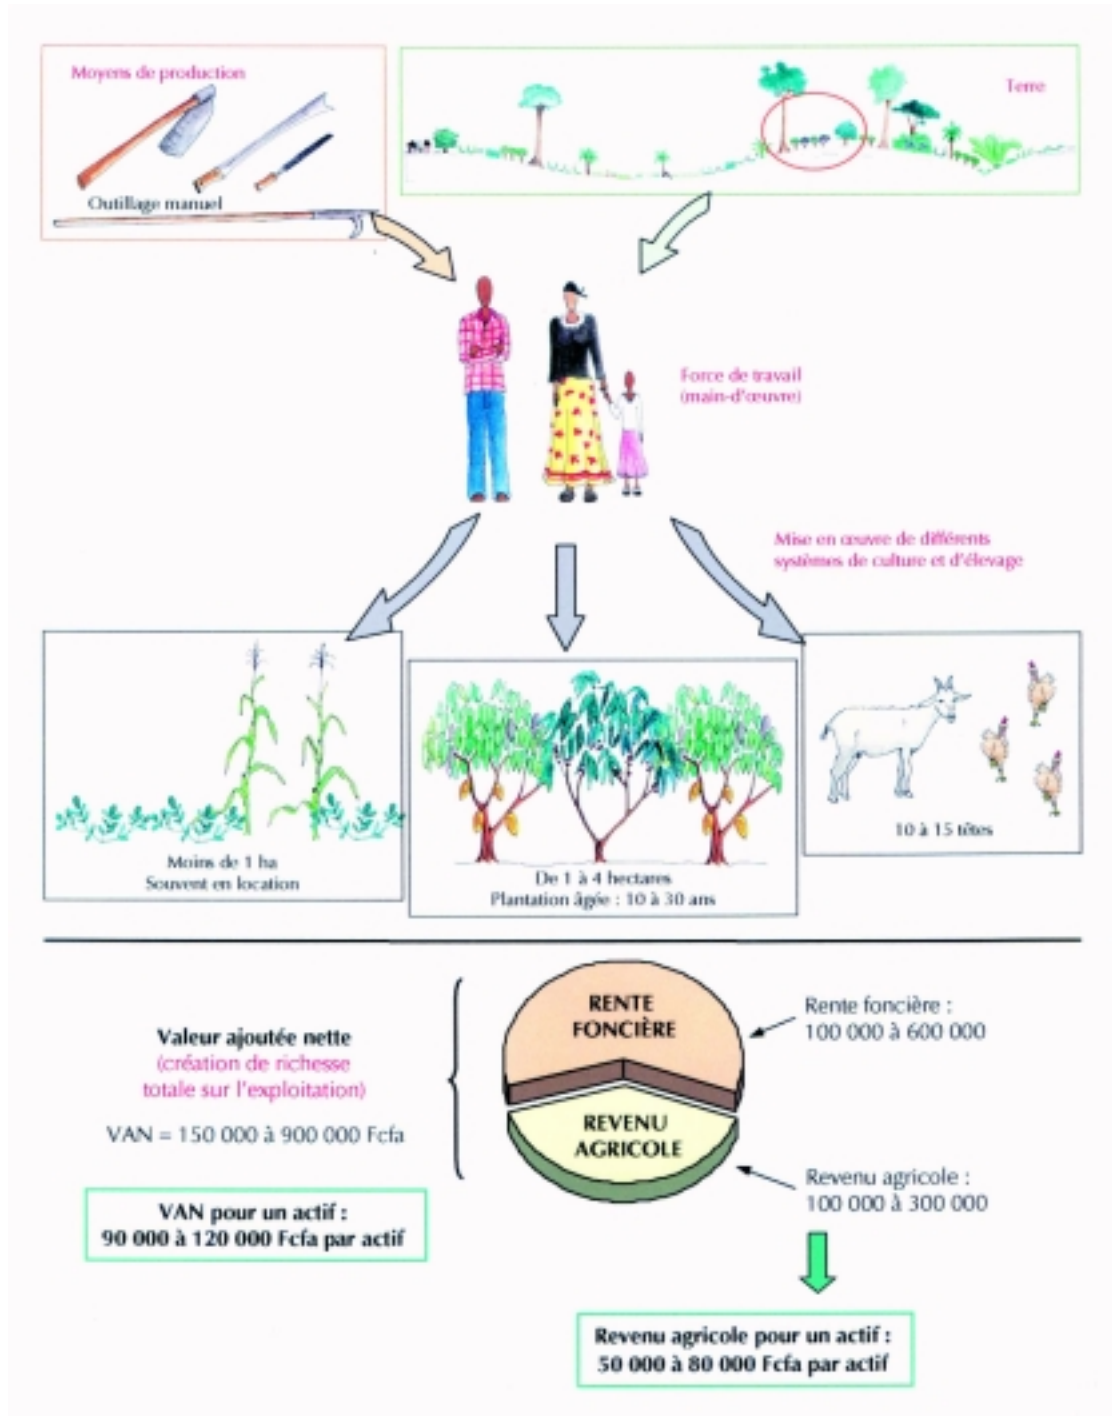 Moyens de production
Outillage manuel
Terre
Force de travail
(main-d'œuvre)
Mise en œuvre de différents
systèmes de culture et d'élevage
Moins de 1 ha
Souvent en location
De 1 à 4 hectares
Plantation âgée : 10 à 30 ans
10 à 15 têtes
Valeur ajoutée nette
(création de richesse
totale sur l'exploitation)
VAN = 150 000 à 900 000 Fcfa
VAN pour un actif :
90 000 à 120 000 Fcfa par actif
RENTE
FONCIÈRE
REVENU
AGRICOLE
Rente foncière :
100 000 à 600 000
Revenu agricole :
100 000 à 300 000
Revenu agricole pour un actif :
50 000 à 80 000 Fcfa par actif